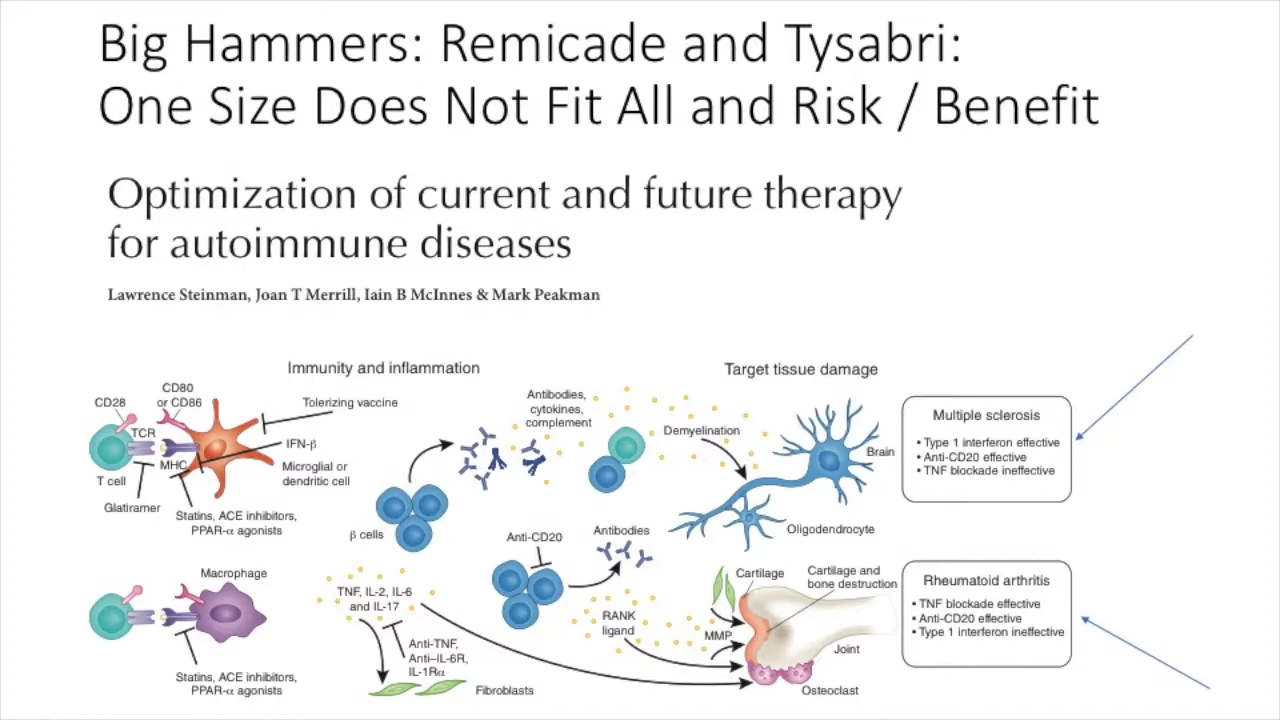 Big Hammers: Remicade and Tysabri:
One Size Does Not Fit All and Risk / Benefit
Optimization of current and future therapy
for autoimmune diseases
Lawrence Steinman, Joan T Merrill, Iain B McInnes & Mark Peakman
Immunity and inflammation
Target tissue damage
CD28
CD80
or CD86
TCR
MHC
T cell
Glatiramer
Tolerizing vaccine
IFN-β
Microglial or
dendritic cell
Statins, ACE inhibitors,
PPAR-α agonists
β cells
Antibodies,
cytokines,
complement
Demyelination
Brain
Oligodendrocyte
Multiple sclerosis
• Type 1 interferon effective
• Anti-CD20 effective
• TNF blockade ineffective
Macrophage
Statins, ACE inhibitors,
PPAR-α agonists
TNF, IL-2, IL-6
and IL-17
Anti-TNF,
Anti–IL-6R,
IL-1Rα
Fibroblasts
Anti-CD20
Antibodies
RANK
ligand
MMP
Cartilage
Cartilage and
bone destruction
Joint
Osteoclast
Rheumatoid arthritis
• TNF blockade effective
• Anti-CD20 effective
• Type 1 interferon ineffective